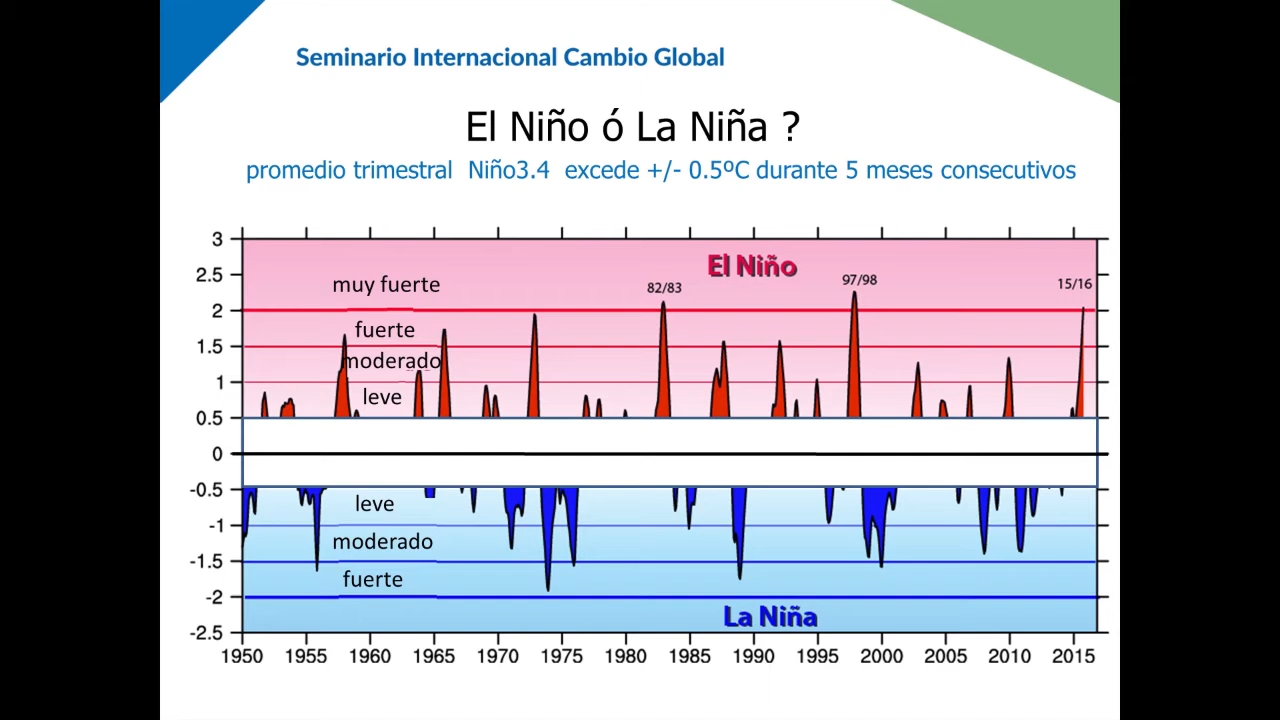 Seminario Internacional Cambio Global
El Niño ó La Niña ?
promedio trimestral Niño3.4 excede +/- 0.5ºC durante 5 meses consecutivos
3
2.5
2
1.5
1
0.5
0
-0.5
-1
-1.5
-2
-2.5
El Niño
muy fuerte
82/83
97/98
15/16
fuerte
moderado
leve
leve
moderado
fuerte
La Niña
1950 1955 1960 1965 1970 1975 1980 1985 1990 1995 2000 2005 2010 2015